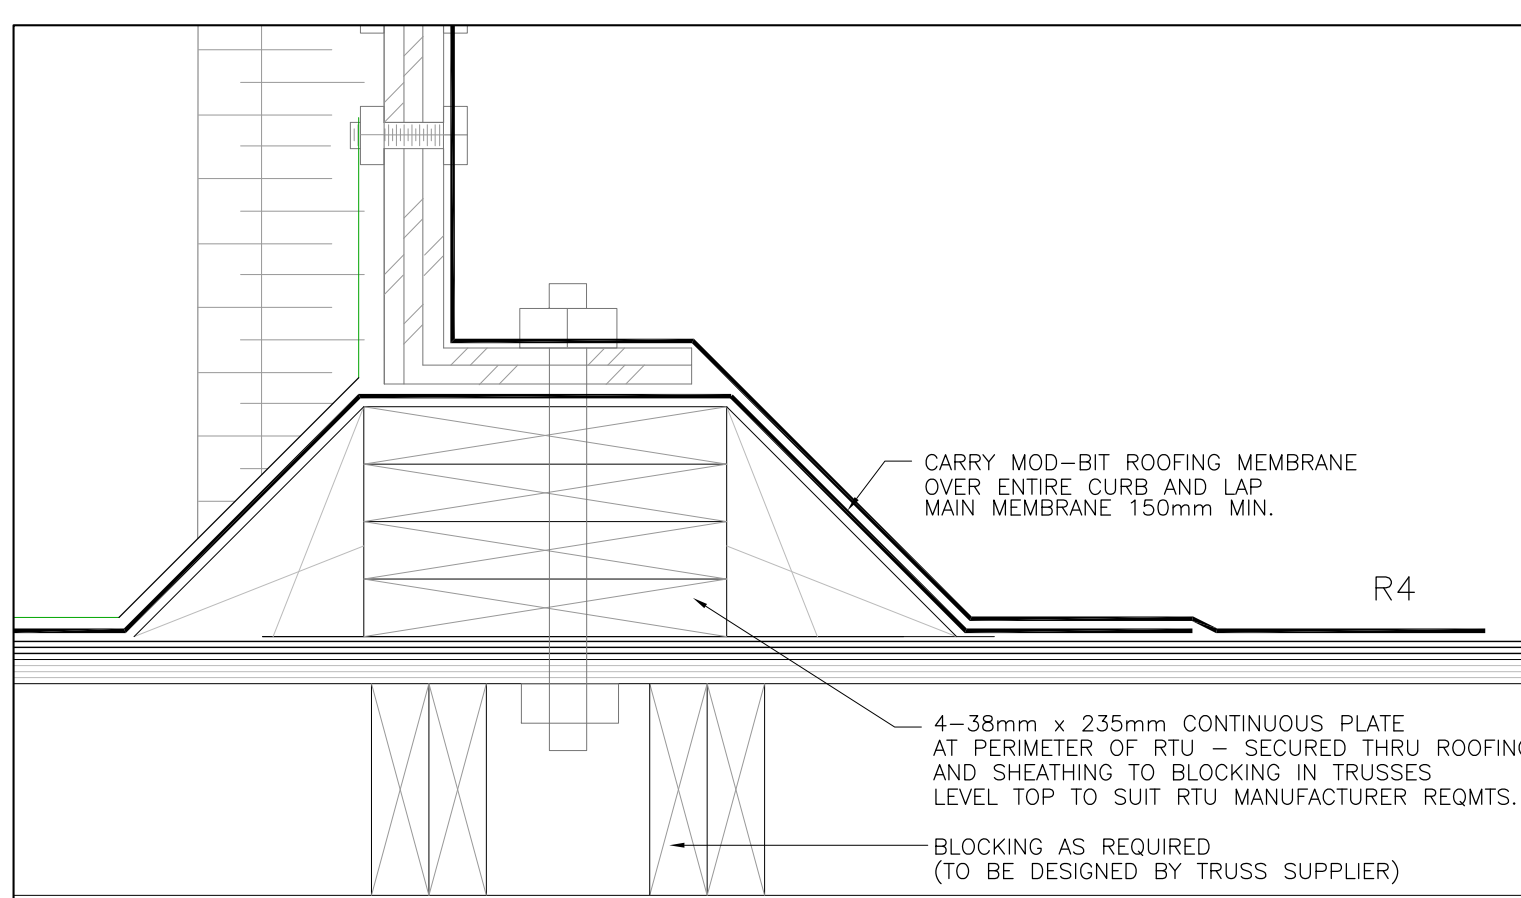 CARRY MOD-BIT ROOFING MEMBRANE
OVER ENTIRE CURB AND LAP
MAIN MEMBRANE 150mm MIN.
R4
4-38mm x 235mm CONTINUOUS PLATE
AT PERIMETER OF RTU - SECURED THRU ROOFING
AND SHEATHING TO BLOCKING IN TRUSSES
LEVEL TOP TO SUIT RTU MANUFACTURER REQMTS.
BLOCKING AS REQUIRED
(TO BE DESIGNED BY TRUSS SUPPLIER)